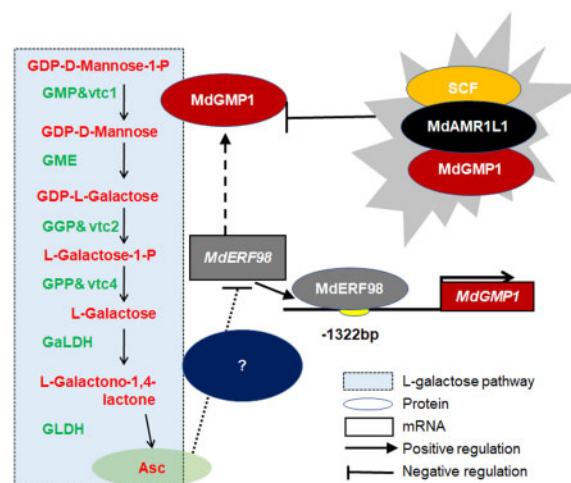 GDP-D-Mannose-1-P
GMP&vtc1
GDP-D-Mannose
GME
GDP-L-Galactose
GGP& vtc2
L-Galactose-1-P
GPP& vtc4
L-Galactose
GaLDH
L-Galactono-1,4-
lactone
GLDH
Asc
MdGMP1
SCF
MdAMR1L1
MdGMP1
MdERF98
MdERF98
MdGMP1
-1322bp
?
L-galactose pathway
Protein
mRNA
Positive regulation
Negative regulation